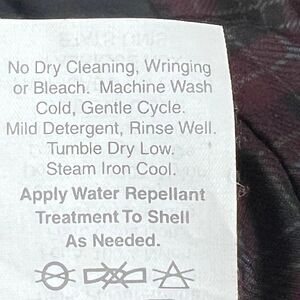 No Dry Cleaning, Wringing
or Bleach. Machine Wash
Cold, Gentle Cycle.
Mild Detergent, Rinse Well.
Tumble Dry Low.
Steam Iron Cool.
Apply Water Repellant
Treatment To Shell
As Needed.